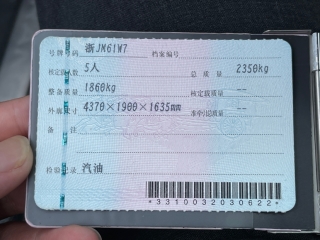 号牌号码 浙JM61W7 档案编号
核定载人数 5人 总质量 2350kg
整备质量 1860kg 核定载质量 --
外廓尺寸 4370×1900×1635mm 准牵引总质量 --
备注
检验记录 汽油
*3310032030622*